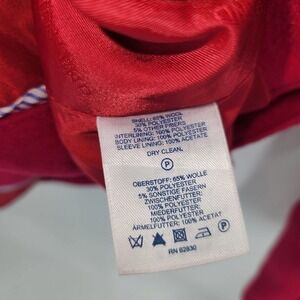 SHELL: 65% WOOL
30% POLYESTER
5% OTHER FIBERS
INTERLINING: 100% POLYESTER
BODY LINING: 100% POLYESTER
SLEEVE LINING: 100% ACETATE
DRY CLEAN.
P
OBERSTOFF: 65% WOLLE
30% POLYESTER
5% SONSTIGE FASERN
ZWISCHENFUTTER:
100% POLYESTER
MIEDERFUTTER:
100% POLYESTER
ÄRMELFUTTER: 100% ACETAT
P
RN 62830